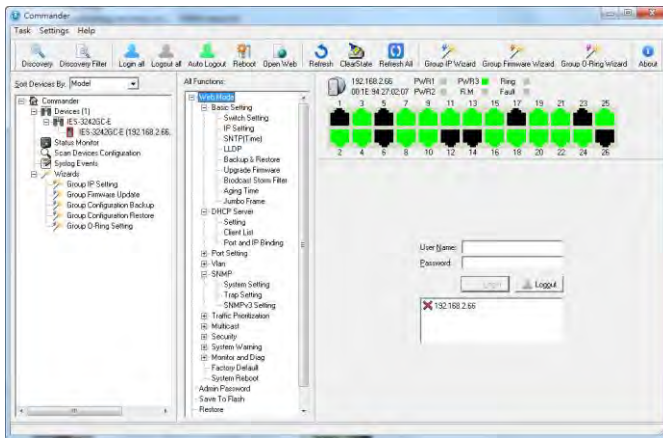 Commander
Task Settings Help
Discovery Discovery Filter Login all Logout all Auto Logout Reboot Open Web Refresh ClearState Refresh All Group IP Wizard Group Firmware Wizard Group O-Ring Wizard About
Sort Devices By: Model
Commander
Devices (1)
IES-3242GC-E
IES-3242GC-E (192.168.2.66.
Status Monitor
Scan Devices Configuration
Syslog Events
Wizards
Group IP Setting
Group Firmware Update
Group Configuration Backup
Group Configuration Restore
Group O-Ring Setting
All Functions:
Web Mode
Basic Setting
Switch Setting
IP Setting
SNTP(Time)
LLDP
Backup & Restore
Upgrade Firmware
Brodcast Storm Filter
Aging Time
Jumbo Frame
DHCP Server
Setting
Client List
Port and IP Binding
Port Setting
Vlan
SNMP
System Setting
Trap Setting
SNMPv3 Setting
Traffic Prioritization
Multicast
Security
System Warning
Monitor and Diag
Factory Default
System Reboot
Admin Password
Save To Flash
Restore
192.168.2.66 PWR1 PWR3 Ring
001E.94.27.02.07 PWR2 R.M Fault
1 3 5 7 9 11 13 15 17 19 21 23 25
2 4 6 8 10 12 14 16 18 20 22 24 26
User Name:
Password:
Login Logout
192.168.2.66